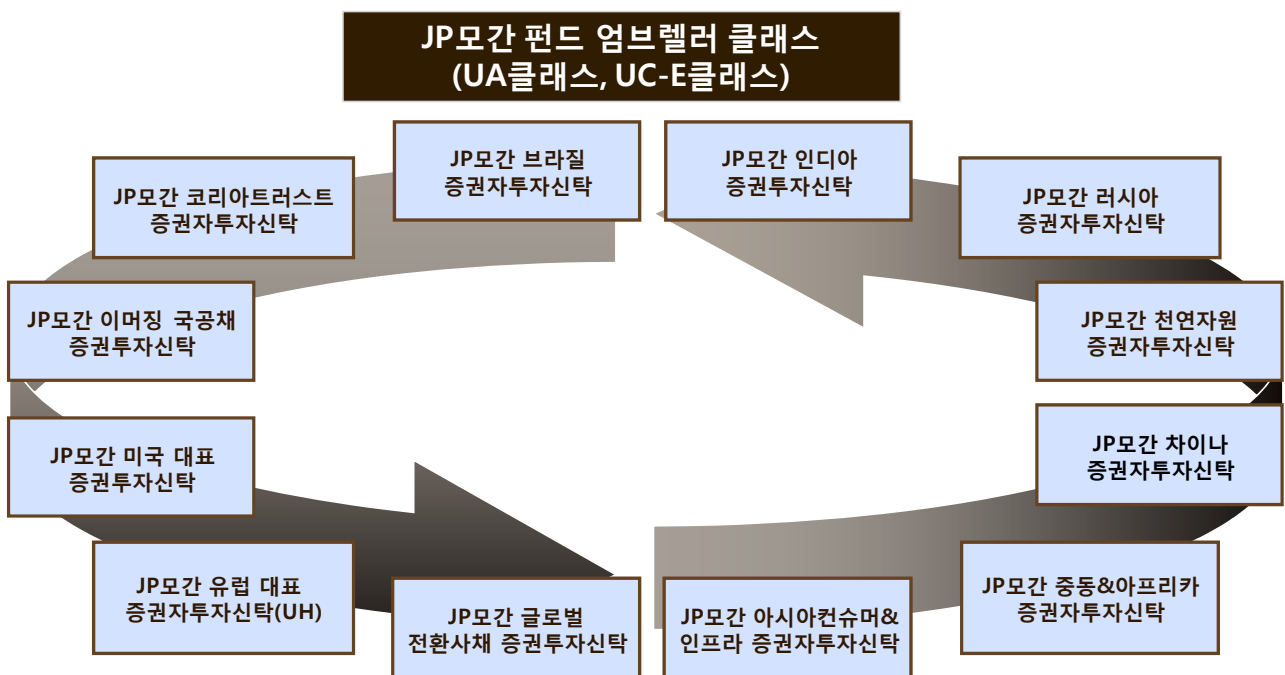 JP모간 펀드 엄브렐러 클래스
(UA클래스, UC-E클래스)
JP모간 브라질
증권자투자신탁
JP모간 인디아
증권자투자신탁
JP모간 코리아트러스트
증권자투자신탁
JP모간 러시아
증권자투자신탁
JP모간 이머징 국공채
증권투자신탁
JP모간 천연자원
증권자투자신탁
JP모간 미국 대표
증권투자신탁
JP모간 차이나
증권자투자신탁
JP모간 유럽 대표
증권자투자신탁(UH)
JP모간 글로벌
전환사채 증권투자신탁
JP모간 아시아컨슈머&
인프라 증권자투자신탁
JP모간 중동&아프리카
증권자투자신탁